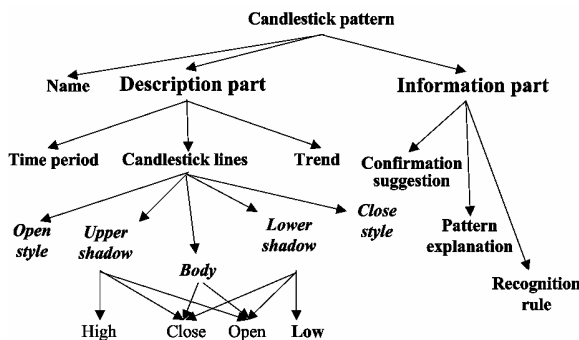 Candlestick pattern
Name
Description part
Information part
Time period
Candlestick lines
Trend
Confirmation
suggestion
Open
style
Upper
shadow
Lower
shadow
Close
style
Pattern
explanation
Body
Recognition
rule
High
Close
Open
Low